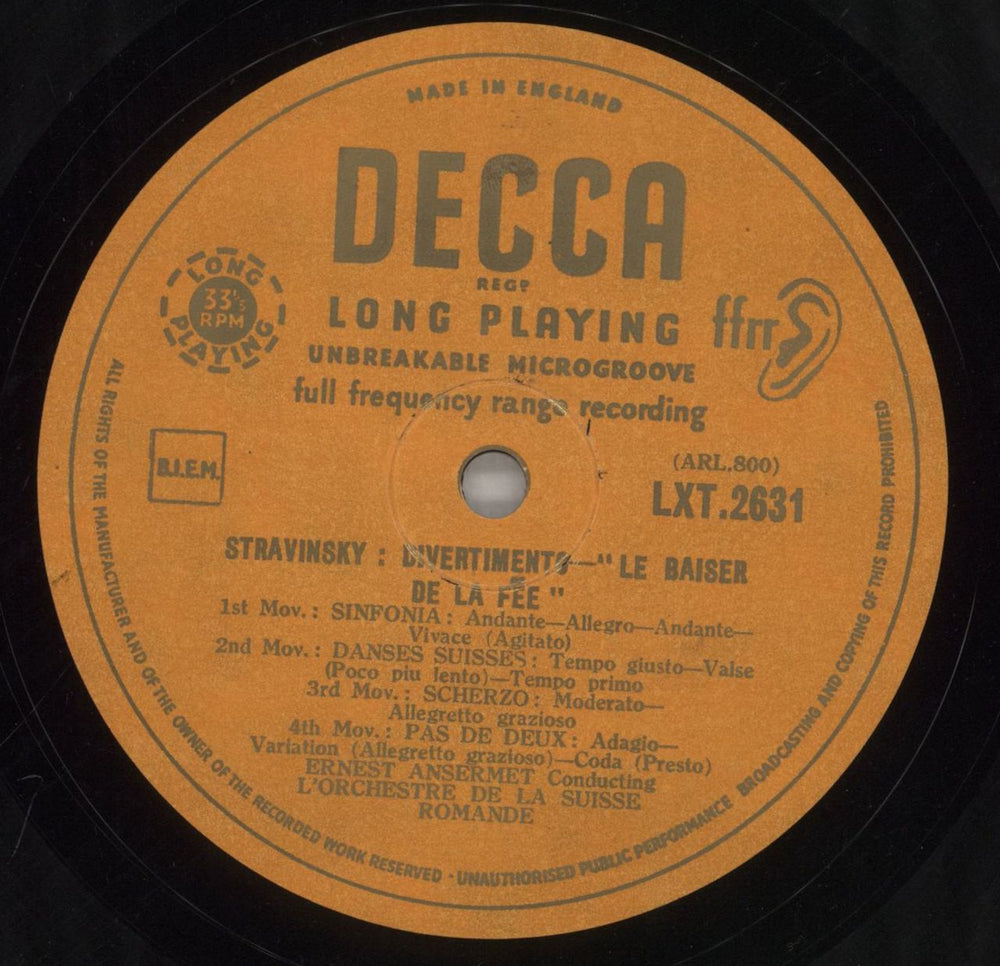 MADE IN ENGLAND
DECCA
REGD
LONG PLAYING
33⅓ RPM
LONG PLAYING
ffrr
UNBREAKABLE MICROGROOVE
full frequency range recording
B.I.E.M.
(ARL.800)
LXT.2631
STRAVINSKY : DIVERTIMENTO—"LE BAISER
DE LA FÉE"
1st Mov.: SINFONIA: Andante—Allegro—Andante—
Vivace (Agitato)
2nd Mov.: DANSES SUISSES: Tempo giusto—Valse
(Poco piu lento)—Tempo primo
3rd Mov.: SCHERZO: Moderato—
Allegretto grazioso
4th Mov.: PAS DE DEUX: Adagio—
Variation (Allegretto grazioso)—Coda (Presto)
ERNEST ANSERMET Conducting
L'ORCHESTRE DE LA SUISSE
ROMANDE
ALL RIGHTS OF THE MANUFACTURER AND OF THE OWNER OF THE RECORDED WORK RESERVED · UNAUTHORISED PUBLIC PERFORMANCE BROADCASTING AND COPYING OF THIS RECORD PROHIBITED